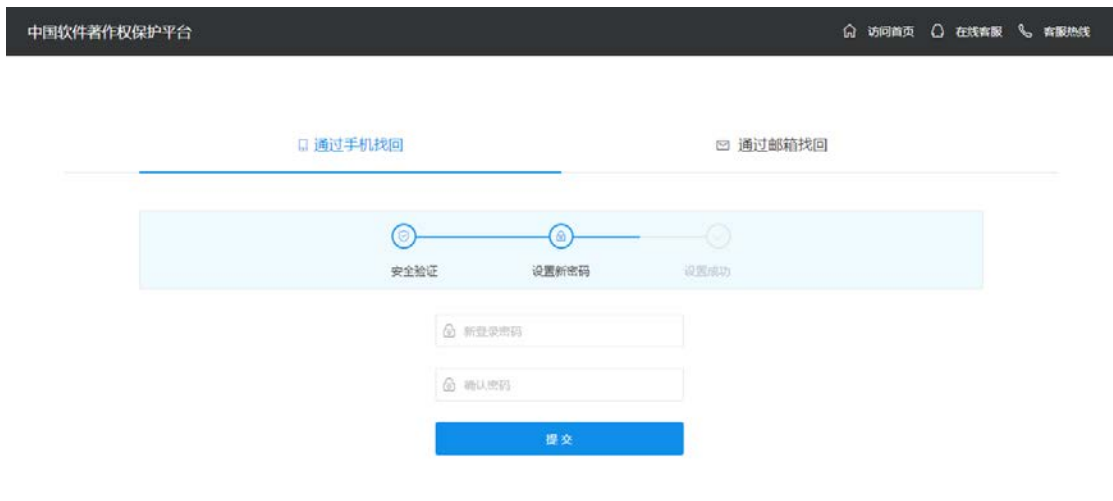 中国软件著作权保护平台 访问首页 在线客服 客服热线
通过手机找回 通过邮箱找回
安全验证 设置新密码 设置成功
新登录密码
确认密码
提交